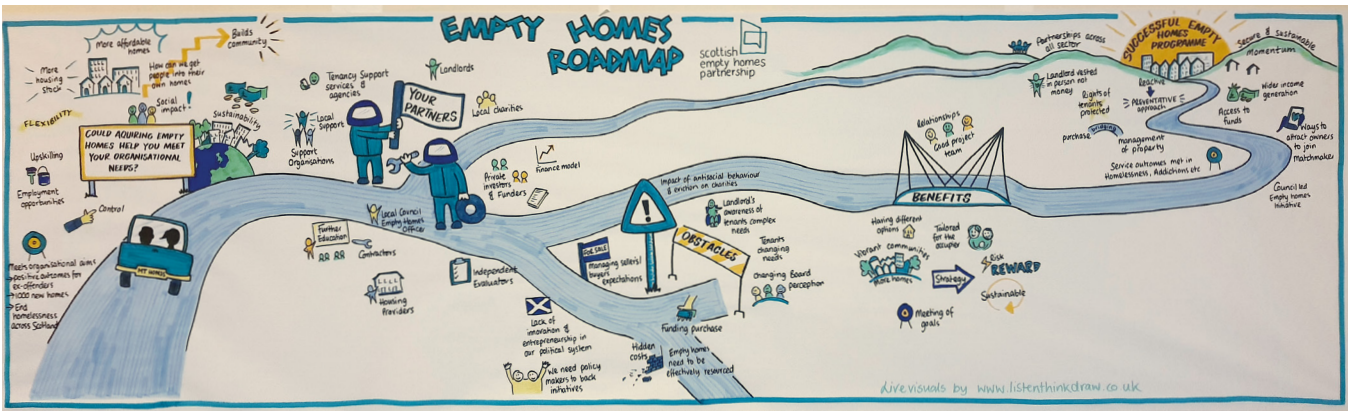 EMPTY HOMES
ROADMAP
scottish
empty homes
partnership
More affordable
homes
Builds
community
More
housing
stock
How can we get
people into their
own homes
Social
impact!
FLEXIBILITY
Sustainability
COULD AQUIRING EMPTY
HOMES HELP YOU MEET
YOUR ORGANISATIONAL
NEEDS?
Upskilling
Employment
opportunities
Control
Meets organisational aims
→ positive outcomes for
ex-offenders
→ 1000 new homes
→ End
homelessness
across Scotland
MT HOMES
Tenancy Support
services &
agencies
Landlords
Local
Support
Support
Organisations
YOUR
PARTNERS
Local charities
Private
investors
& Funders
Finance model
Local Council
Empty Homes
Officer
Further
Education
Contractors
Housing
Providers
Independent
Evaluators
Impact of antisocial behaviour
& eviction on charities
Landlord's
awareness of
tenants complex
needs
OBSTACLES
Tenants
changing
needs
Changing Board
perception
FOR SALE
Managing sellers/
buyers
expectations
Funding purchase
Lack of
innovation &
entrepreneurship in
our political system
We need policy
makers to back
initiatives
Hidden
costs
Empty homes
need to be
effectively resourced
Relationships
Good project
team
BENEFITS
Having different
options
Tailored
for the
occupier
Vibrant communities
More homes
Strategy
Risk
REWARD
Sustainable
Meeting of
goals
Partnerships across
all sector
Landlord vested
in person not
money
Rights of
tenants
protected
purchase bridging
management
of property
Service outcomes met in
Homelessness, Addictions etc
SUCCESSFUL EMPTY
HOMES
PROGRAMME
Reactive
PREVENTATIVE
approach
Secure & sustainable
momentum
Wider income
generation
Access to
funds
Ways to
attract owners
to join
Matchmaker
Council led
Empty homes
Initiative
Live visuals by www.listenthinkdraw.co.uk